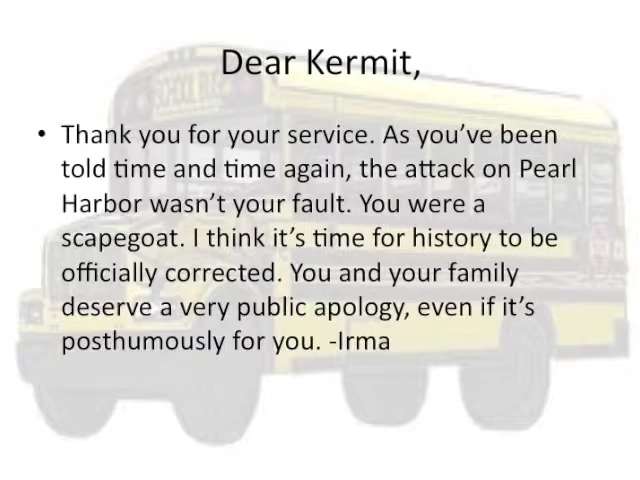 Dear Kermit,
• Thank you for your service. As you’ve been
told time and time again, the attack on Pearl
Harbor wasn’t your fault. You were a
scapegoat. I think it’s time for history to be
officially corrected. You and your family
deserve a very public apology, even if it’s
posthumously for you. -Irma